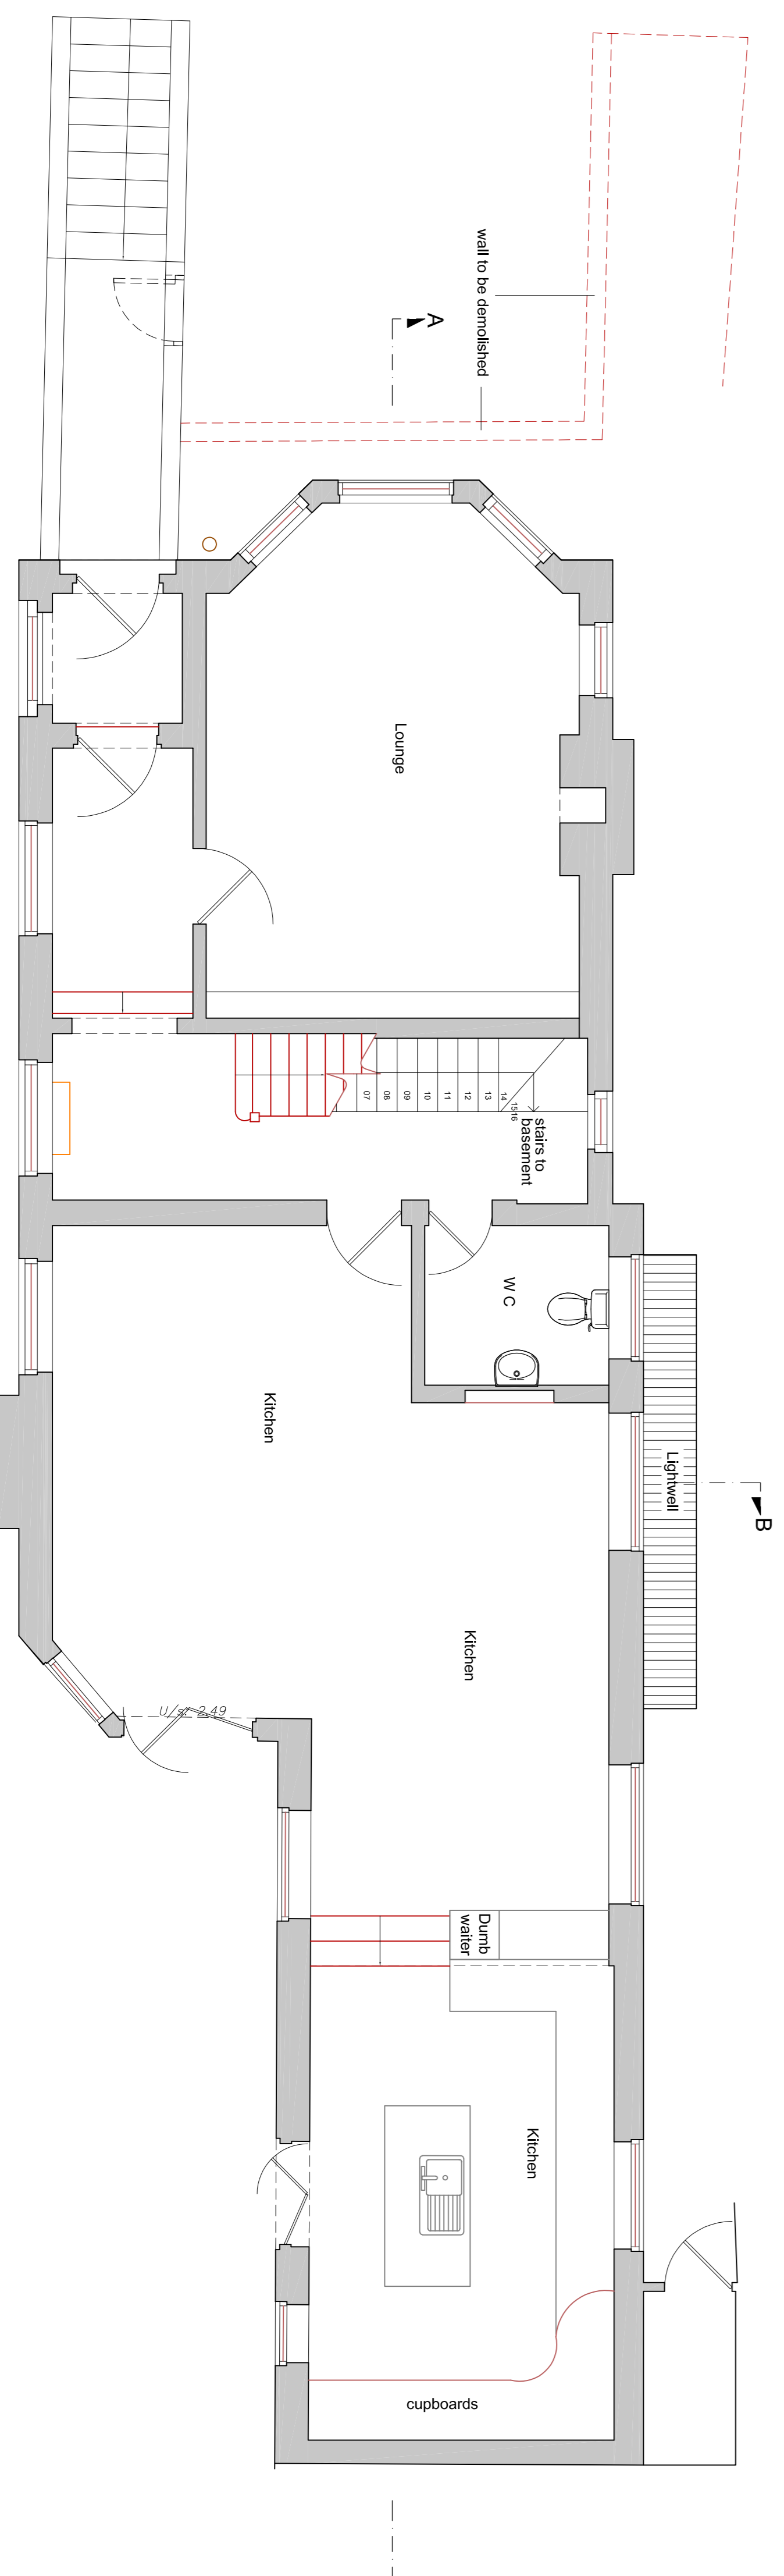 wall to be demolished
A
Lounge
07
08
09
10
11
12
13
14
15
16
stairs to
basement
W C
Kitchen
Lightwell
B
Kitchen
U/s: 2.49
Dumb
waiter
Kitchen
cupboards